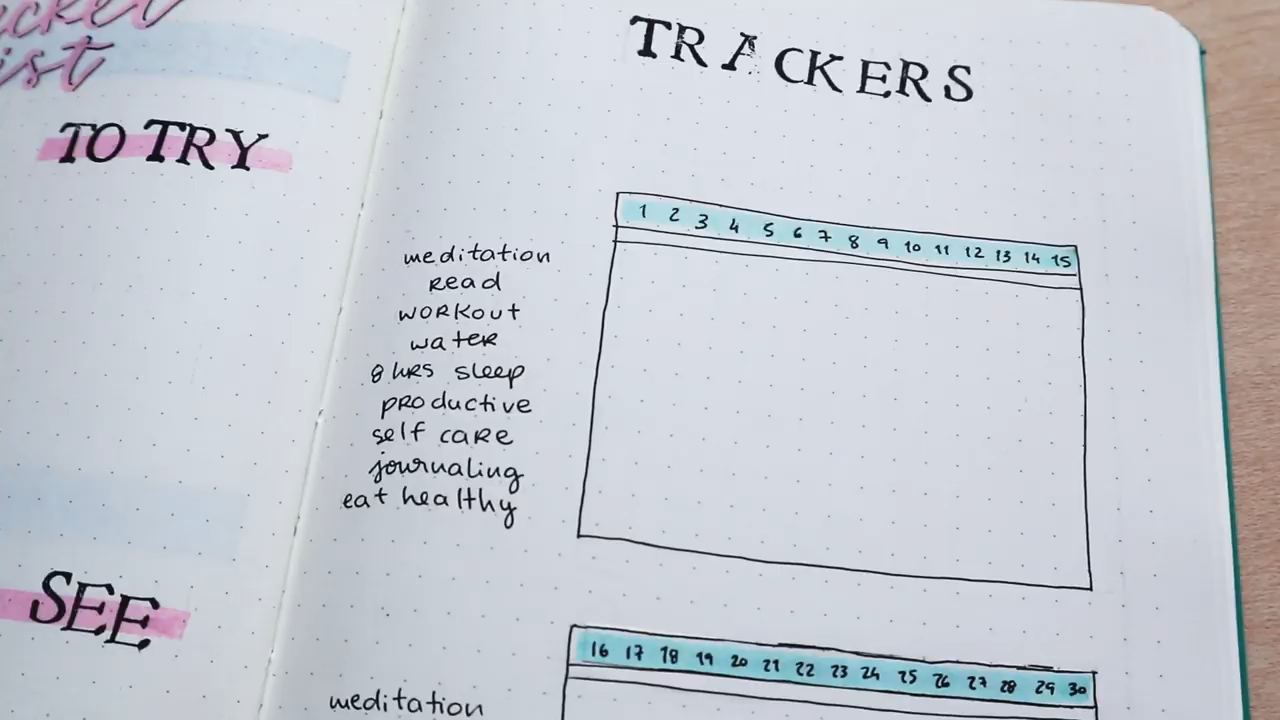 TO TRY
SEE
TRACKERS
1 2 3 4 5 6 7 8 9 10 11 12 13 14 15
meditation
read
workout
water
8 hrs sleep
productive
self care
journaling
eat healthy
16 17 18 19 20 21 22 23 24 25 26 27 28 29 30
meditation